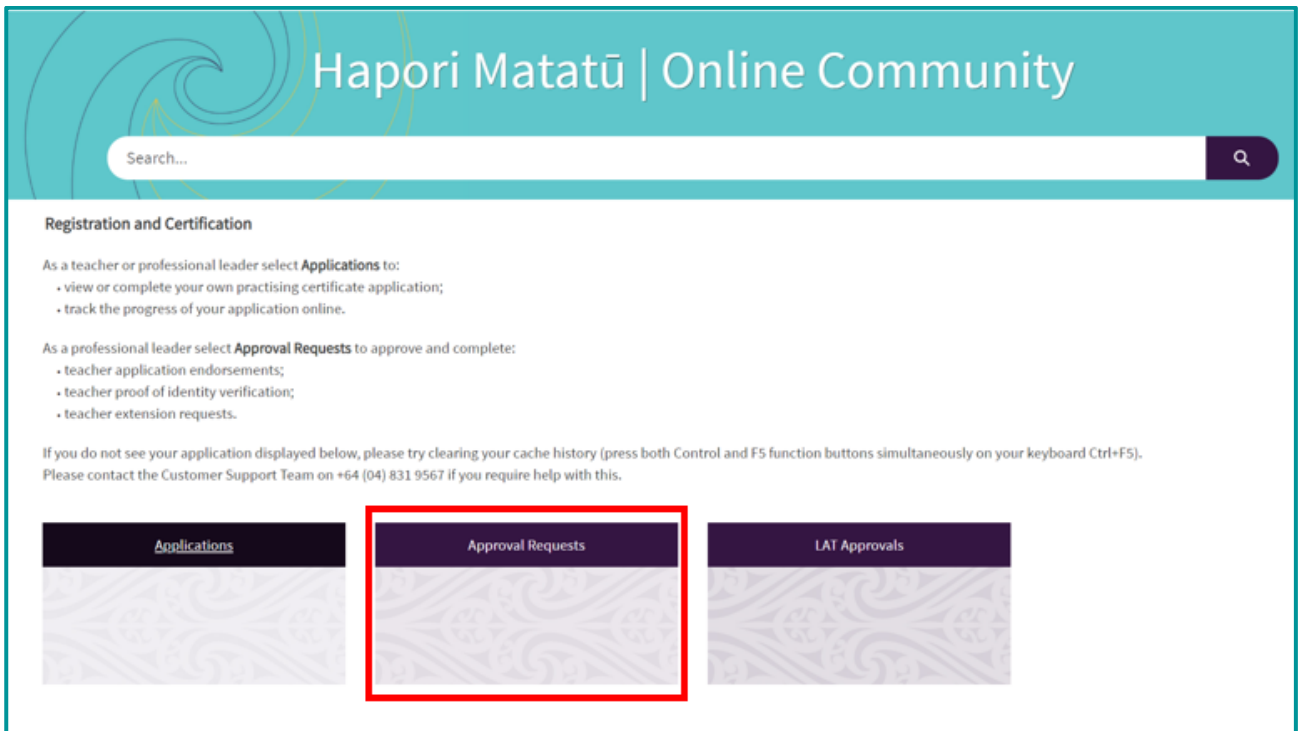 Hapori Matatū | Online Community
Search...
Registration and Certification
As a teacher or professional leader select Applications to:
• view or complete your own practising certificate application;
• track the progress of your application online.
As a professional leader select Approval Requests to approve and complete:
• teacher application endorsements;
• teacher proof of identity verification;
• teacher extension requests.
If you do not see your application displayed below, please try clearing your cache history (press both Control and F5 function buttons simultaneously on your keyboard Ctrl+F5).
Please contact the Customer Support Team on +64 (04) 831 9567 if you require help with this.
Applications
Approval Requests
LAT Approvals